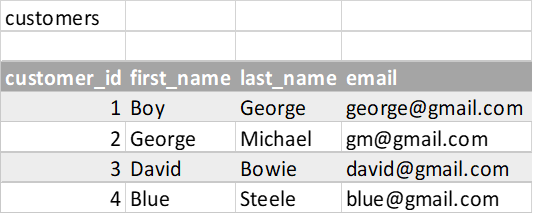 customers
customer_id first_name last_name email
1 Boy George george@gmail.com
2 George Michael gm@gmail.com
3 David Bowie david@gmail.com
4 Blue Steele blue@gmail.com